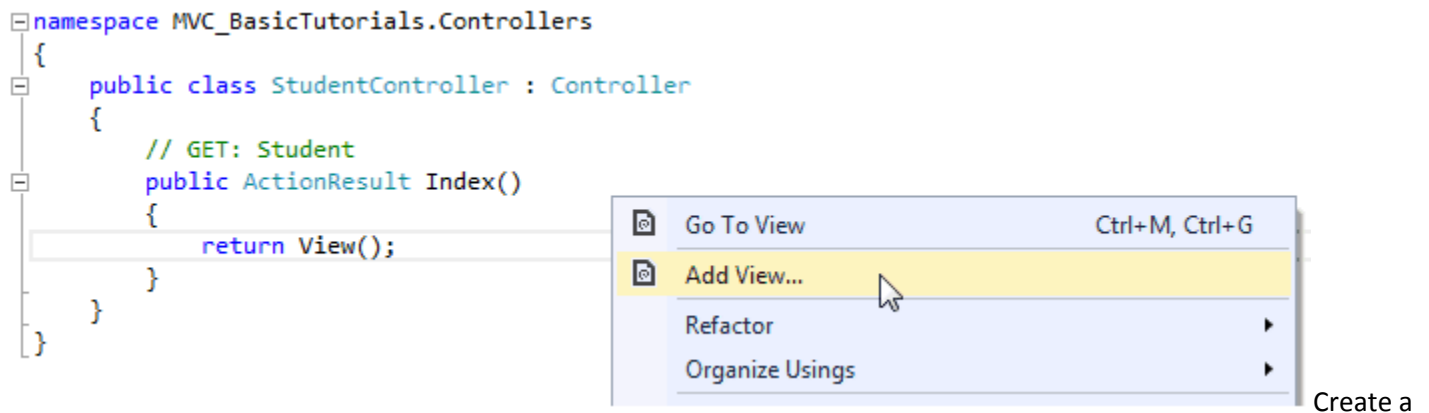 namespace MVC_BasicTutorials.Controllers
{
public class StudentController : Controller
{
// GET: Student
public ActionResult Index()
{
return View();
}
}
}
Go To View Ctrl+M, Ctrl+G
Add View...
Refactor
Organize Usings
Create a